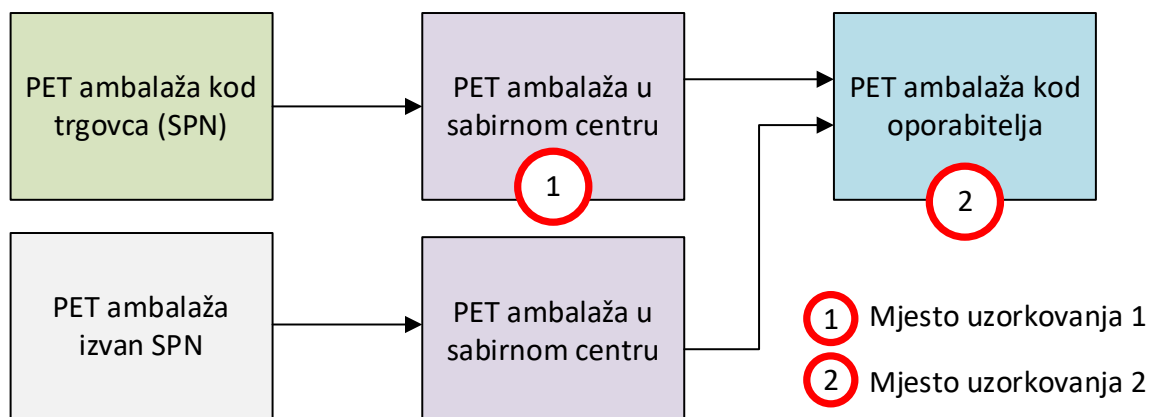 PET ambalaža kod
trgovca (SPN)
PET ambalaža u
sabirnom centru
1
PET ambalaža kod
oporabitelja
2
PET ambalaža
izvan SPN
PET ambalaža u
sabirnom centru
1 Mjesto uzorkovanja 1
2 Mjesto uzorkovanja 2